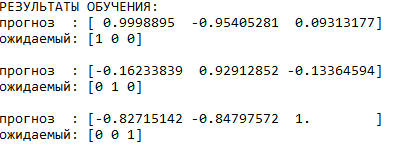 РЕЗУЛЬТАТЫ ОБУЧЕНИЯ:
прогноз  : [ 0.9998895  -0.95405281  0.09313177]
ожидаемый: [1 0 0]

прогноз  : [-0.16233839  0.92912852 -0.13364594]
ожидаемый: [0 1 0]

прогноз  : [-0.82715142 -0.84797572  1.        ]
ожидаемый: [0 0 1]